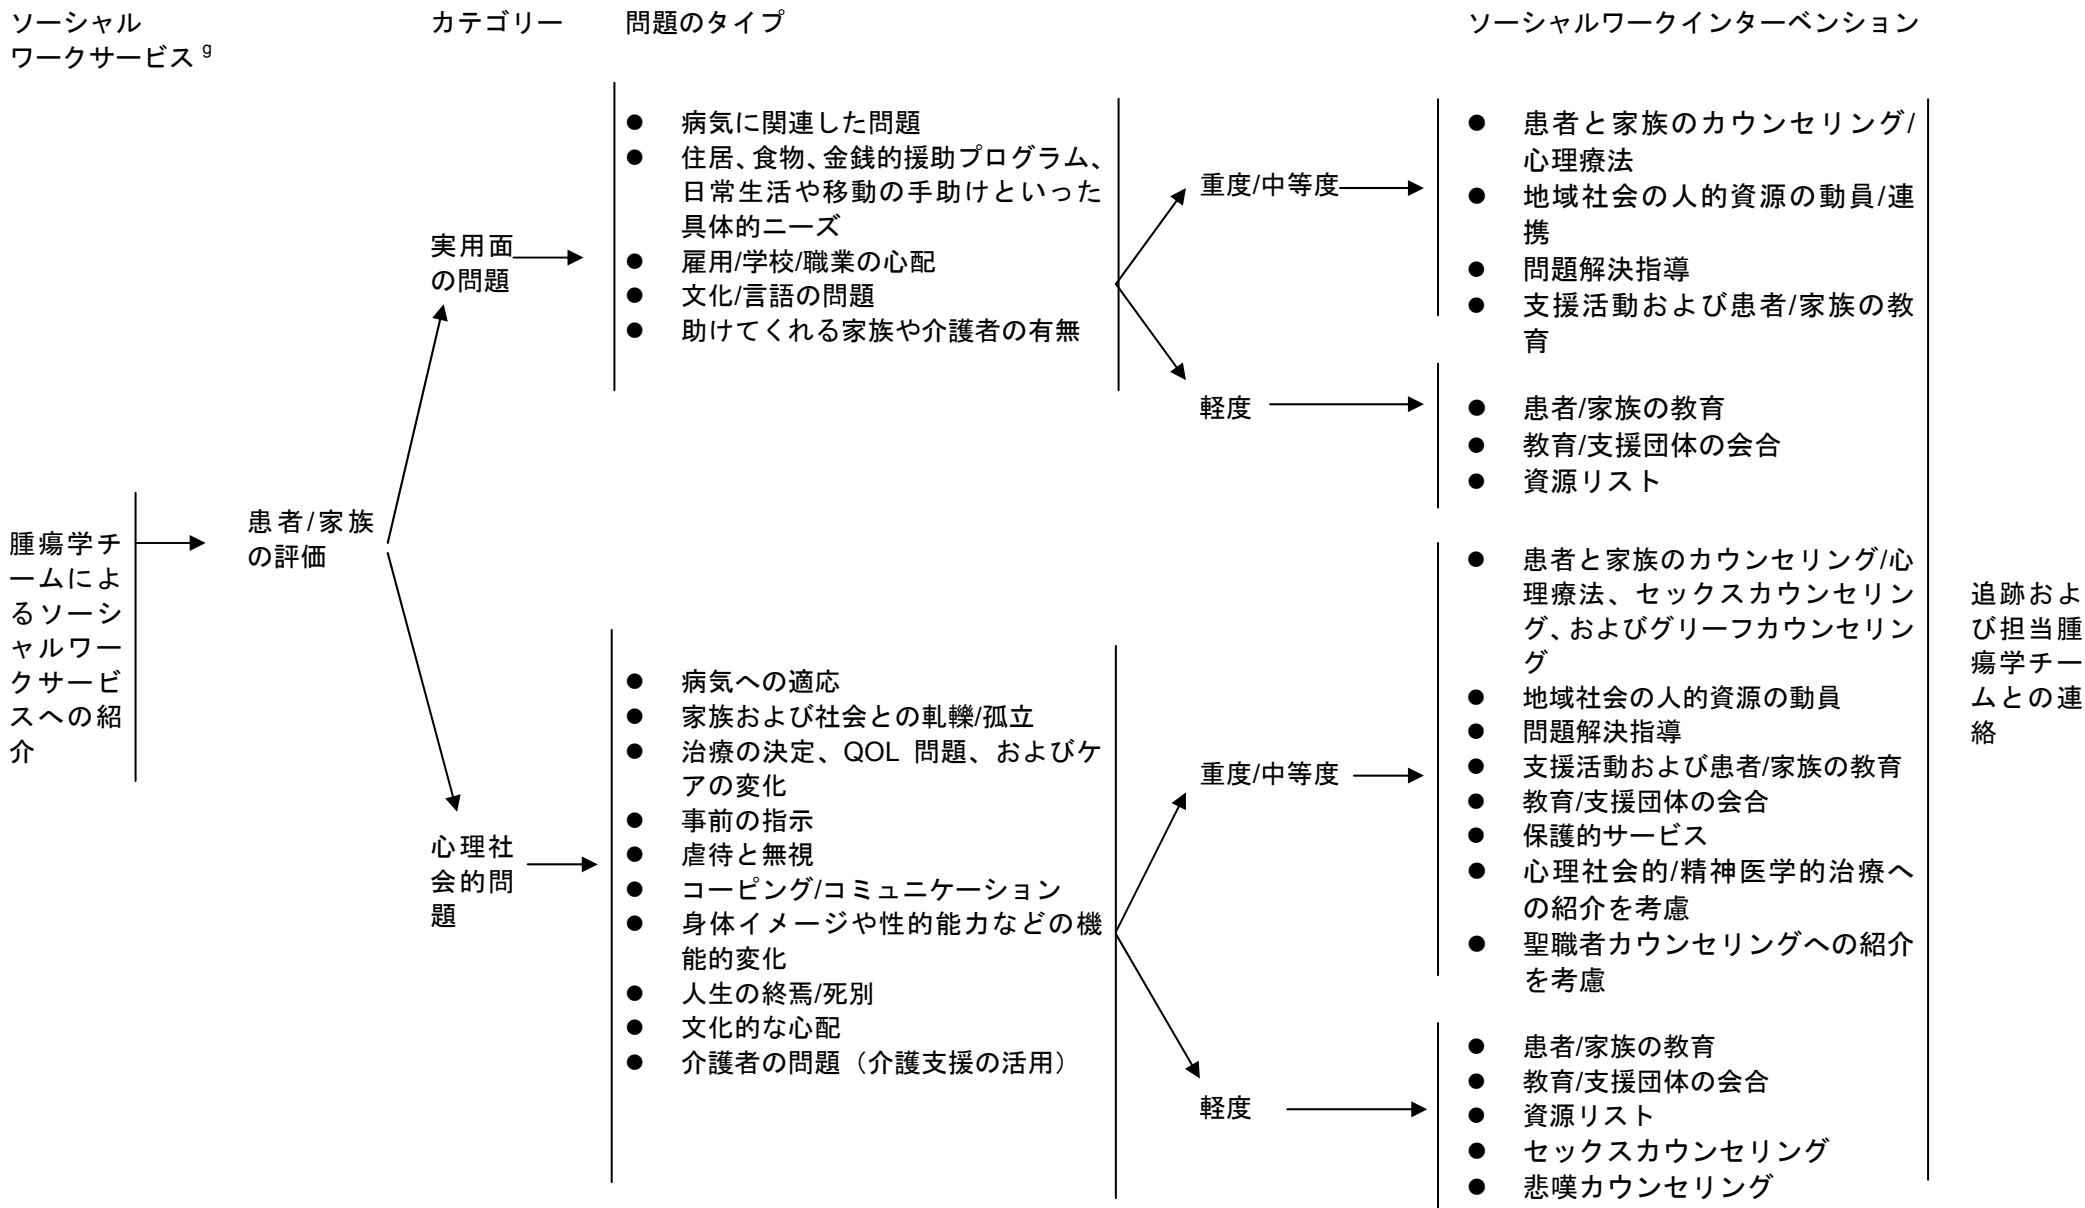 ソーシャル
ワークサービス g
カテゴリー
問題のタイプ
ソーシャルワークインターベンション
腫瘍学チ
ームによ
るソーシ
ャルワー
クサービ
スへの紹
介
患者/家族
の評価
実用面
の問題
● 病気に関連した問題
● 住居、食物、金銭的援助プログラム、
日常生活や移動の手助けといった
具体的ニーズ
● 雇用/学校/職業の心配
● 文化/言語の問題
● 助けてくれる家族や介護者の有無
重度/中等度
● 患者と家族のカウンセリング/
心理療法
● 地域社会の人的資源の動員/連
携
● 問題解決指導
● 支援活動および患者/家族の教
育
軽度
● 患者/家族の教育
● 教育/支援団体の会合
● 資源リスト
心理社
会的問
題
● 病気への適応
● 家族および社会との軋轢/孤立
● 治療の決定、QOL 問題、およびケ
アの変化
● 事前の指示
● 虐待と無視
● コーピング/コミュニケーション
● 身体イメージや性的能力などの機
能的変化
● 人生の終焉/死別
● 文化的な心配
● 介護者の問題（介護支援の活用）
重度/中等度
● 患者と家族のカウンセリング/心
理療法、セックスカウンセリン
グ、およびグリーフカウンセリン
グ
● 地域社会の人的資源の動員
● 問題解決指導
● 支援活動および患者/家族の教育
● 教育/支援団体の会合
● 保護的サービス
● 心理社会的/精神医学的治療へ
の紹介を考慮
● 聖職者カウンセリングへの紹介
を考慮
軽度
● 患者/家族の教育
● 教育/支援団体の会合
● 資源リスト
● セックスカウンセリング
● 悲嘆カウンセリング
追跡およ
び担当腫
瘍学チー
ムとの連
絡